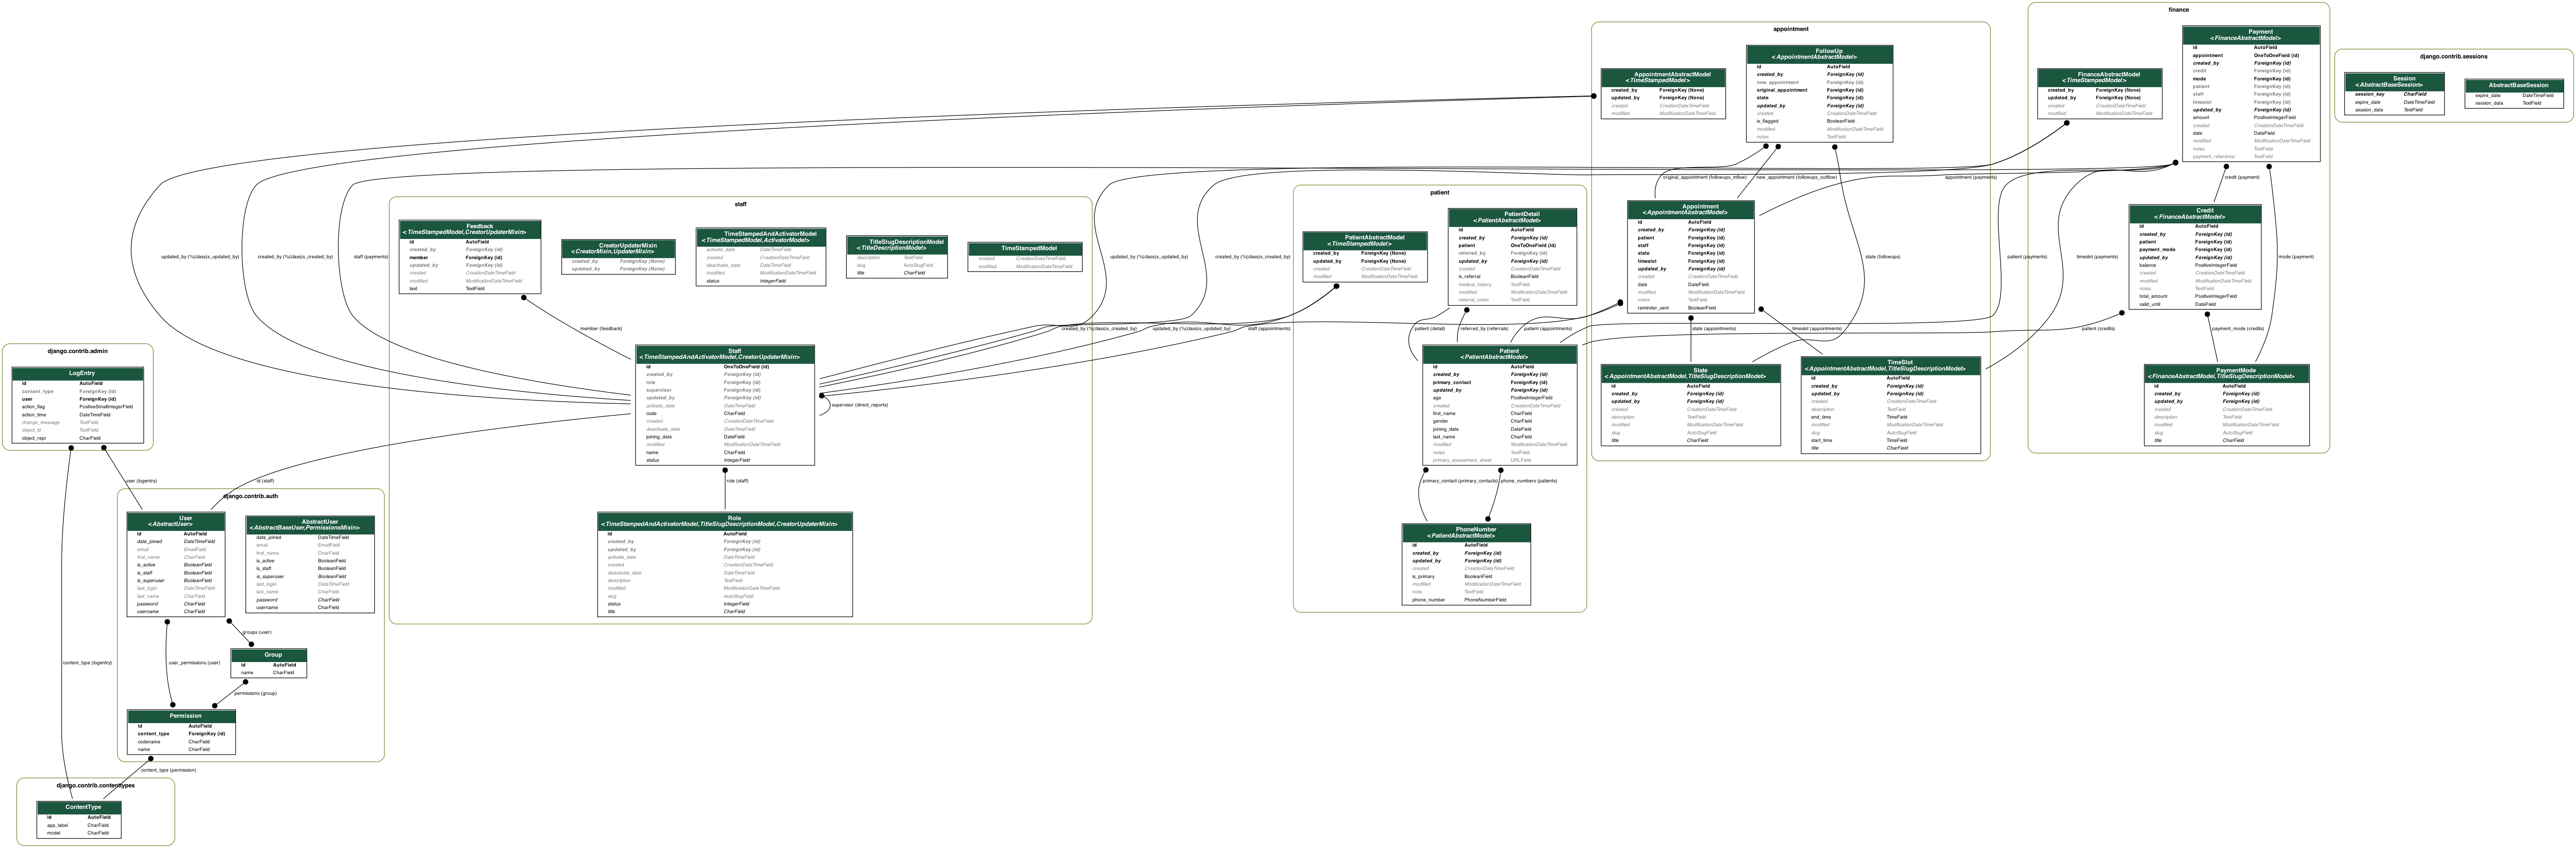 django.contrib.admin
LogEntry
id AutoField
content_type ForeignKey (id)
user ForeignKey (id)
action_flag PositiveSmallIntegerField
action_time DateTimeField
change_message TextField
object_id TextField
object_repr CharField
user (logentry)
content_type (logentry)
django.contrib.auth
User
<AbstractUser>
id AutoField
date_joined DateTimeField
email EmailField
first_name CharField
is_active BooleanField
is_staff BooleanField
is_superuser BooleanField
last_login DateTimeField
last_name CharField
password CharField
username CharField
AbstractUser
<AbstractBaseUser,PermissionsMixin>
date_joined DateTimeField
email EmailField
first_name CharField
is_active BooleanField
is_staff BooleanField
is_superuser BooleanField
last_login DateTimeField
last_name CharField
password CharField
username CharField
groups (user)
user_permissions (user)
Group
id AutoField
name CharField
permissions (group)
Permission
id AutoField
content_type ForeignKey (id)
codename CharField
name CharField
content_type (permission)
django.contrib.contenttypes
ContentType
id AutoField
app_label CharField
model CharField
updated_by (%(class)s_updated_by)
created_by (%(class)s_created_by)
staff (payments)
id (staff)
staff
Feedback
<TimeStampedModel,CreatorUpdaterMixin>
id AutoField
created_by ForeignKey (id)
member ForeignKey (id)
updated_by ForeignKey (id)
created CreationDateTimeField
modified ModificationDateTimeField
text TextField
CreatorUpdaterMixin
<CreatorMixin,UpdaterMixin>
created_by ForeignKey (None)
updated_by ForeignKey (None)
TimeStampedAndActivatorModel
<TimeStampedModel,ActivatorModel>
activate_date DateTimeField
created CreationDateTimeField
deactivate_date DateTimeField
modified ModificationDateTimeField
status IntegerField
TitleSlugDescriptionModel
<TitleDescriptionModel>
description TextField
slug AutoSlugField
title CharField
TimeStampedModel
created CreationDateTimeField
modified ModificationDateTimeField
member (feedback)
Staff
<TimeStampedAndActivatorModel,CreatorUpdaterMixin>
id OneToOneField (id)
created_by ForeignKey (id)
role ForeignKey (id)
supervisor ForeignKey (id)
updated_by ForeignKey (id)
activate_date DateTimeField
code CharField
created CreationDateTimeField
deactivate_date DateTimeField
joining_date DateField
modified ModificationDateTimeField
name CharField
status IntegerField
supervisor (direct_reports)
role (staff)
Role
<TimeStampedAndActivatorModel,TitleSlugDescriptionModel,CreatorUpdaterMixin>
id AutoField
created_by ForeignKey (id)
updated_by ForeignKey (id)
activate_date DateTimeField
created CreationDateTimeField
deactivate_date DateTimeField
description TextField
modified ModificationDateTimeField
slug AutoSlugField
status IntegerField
title CharField
updated_by (%(class)s_updated_by)
created_by (%(class)s_created_by)
created_by (%(class)s_created_by)
updated_by (%(class)s_updated_by)
staff (appointments)
patient
PatientAbstractModel
<TimeStampedModel>
created_by ForeignKey (None)
updated_by ForeignKey (None)
created CreationDateTimeField
modified ModificationDateTimeField
PatientDetail
<PatientAbstractModel>
id AutoField
created_by ForeignKey (id)
patient OneToOneField (id)
referred_by ForeignKey (id)
updated_by ForeignKey (id)
created CreationDateTimeField
is_referral BooleanField
medical_history TextField
modified ModificationDateTimeField
referral_notes TextField
patient (detail)
referred_by (referrals)
patient (appointments)
Patient
<PatientAbstractModel>
id AutoField
created_by ForeignKey (id)
primary_contact ForeignKey (id)
updated_by ForeignKey (id)
age PositiveIntegerField
created CreationDateTimeField
first_name CharField
gender CharField
joining_date DateField
last_name CharField
modified ModificationDateTimeField
notes TextField
primary_assessment_sheet URLField
primary_contact (primary_contacts)
phone_numbers (patients)
PhoneNumber
<PatientAbstractModel>
id AutoField
created_by ForeignKey (id)
updated_by ForeignKey (id)
created CreationDateTimeField
is_primary BooleanField
modified ModificationDateTimeField
note TextField
phone_number PhoneNumberField
appointment
AppointmentAbstractModel
<TimeStampedModel>
created_by ForeignKey (None)
updated_by ForeignKey (None)
created CreationDateTimeField
modified ModificationDateTimeField
FollowUp
<AppointmentAbstractModel>
id AutoField
created_by ForeignKey (id)
new_appointment ForeignKey (id)
original_appointment ForeignKey (id)
state ForeignKey (id)
updated_by ForeignKey (id)
created CreationDateTimeField
is_flagged BooleanField
modified ModificationDateTimeField
notes TextField
original_appointment (followups_inflow)
new_appointment (followups_outflow)
appointment (payments)
Appointment
<AppointmentAbstractModel>
id AutoField
created_by ForeignKey (id)
patient ForeignKey (id)
staff ForeignKey (id)
state ForeignKey (id)
timeslot ForeignKey (id)
updated_by ForeignKey (id)
created CreationDateTimeField
date DateField
modified ModificationDateTimeField
notes TextField
reminder_sent BooleanField
state (followups)
state (appointments)
timeslot (appointments)
State
<AppointmentAbstractModel,TitleSlugDescriptionModel>
id AutoField
created_by ForeignKey (id)
updated_by ForeignKey (id)
created CreationDateTimeField
description TextField
modified ModificationDateTimeField
slug AutoSlugField
title CharField
TimeSlot
<AppointmentAbstractModel,TitleSlugDescriptionModel>
id AutoField
created_by ForeignKey (id)
updated_by ForeignKey (id)
created CreationDateTimeField
description TextField
end_time TimeField
modified ModificationDateTimeField
slug AutoSlugField
start_time TimeField
title CharField
patient (payments)
timeslot (payments)
patient (credits)
finance
FinanceAbstractModel
<TimeStampedModel>
created_by ForeignKey (None)
updated_by ForeignKey (None)
created CreationDateTimeField
modified ModificationDateTimeField
Payment
<FinanceAbstractModel>
id AutoField
appointment OneToOneField (id)
created_by ForeignKey (id)
credit ForeignKey (id)
mode ForeignKey (id)
patient ForeignKey (id)
staff ForeignKey (id)
timeslot ForeignKey (id)
updated_by ForeignKey (id)
amount PositiveIntegerField
created CreationDateTimeField
date DateField
modified ModificationDateTimeField
notes TextField
payment_reference TextField
credit (payment)
mode (payment)
Credit
<FinanceAbstractModel>
id AutoField
created_by ForeignKey (id)
patient ForeignKey (id)
payment_mode ForeignKey (id)
updated_by ForeignKey (id)
balance PositiveIntegerField
created CreationDateTimeField
modified ModificationDateTimeField
notes TextField
total_amount PositiveIntegerField
valid_until DateField
payment_mode (credits)
PaymentMode
<FinanceAbstractModel,TitleSlugDescriptionModel>
id AutoField
created_by ForeignKey (id)
updated_by ForeignKey (id)
created CreationDateTimeField
description TextField
modified ModificationDateTimeField
slug AutoSlugField
title CharField
django.contrib.sessions
Session
<AbstractBaseSession>
session_key CharField
expire_date DateTimeField
session_data TextField
AbstractBaseSession
expire_date DateTimeField
session_data TextField